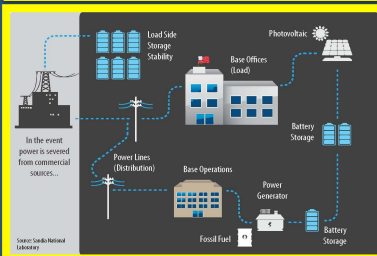 Load Side
Storage
Stability
Photovoltaic
Base Offices
(Load)
In the event
power is severed
from commercial
sources...
Battery
Storage
Power Lines
(Distribution)
Base Operations
Power
Generator
Fossil Fuel
Battery
Storage
Source: Sandia National
Laboratory